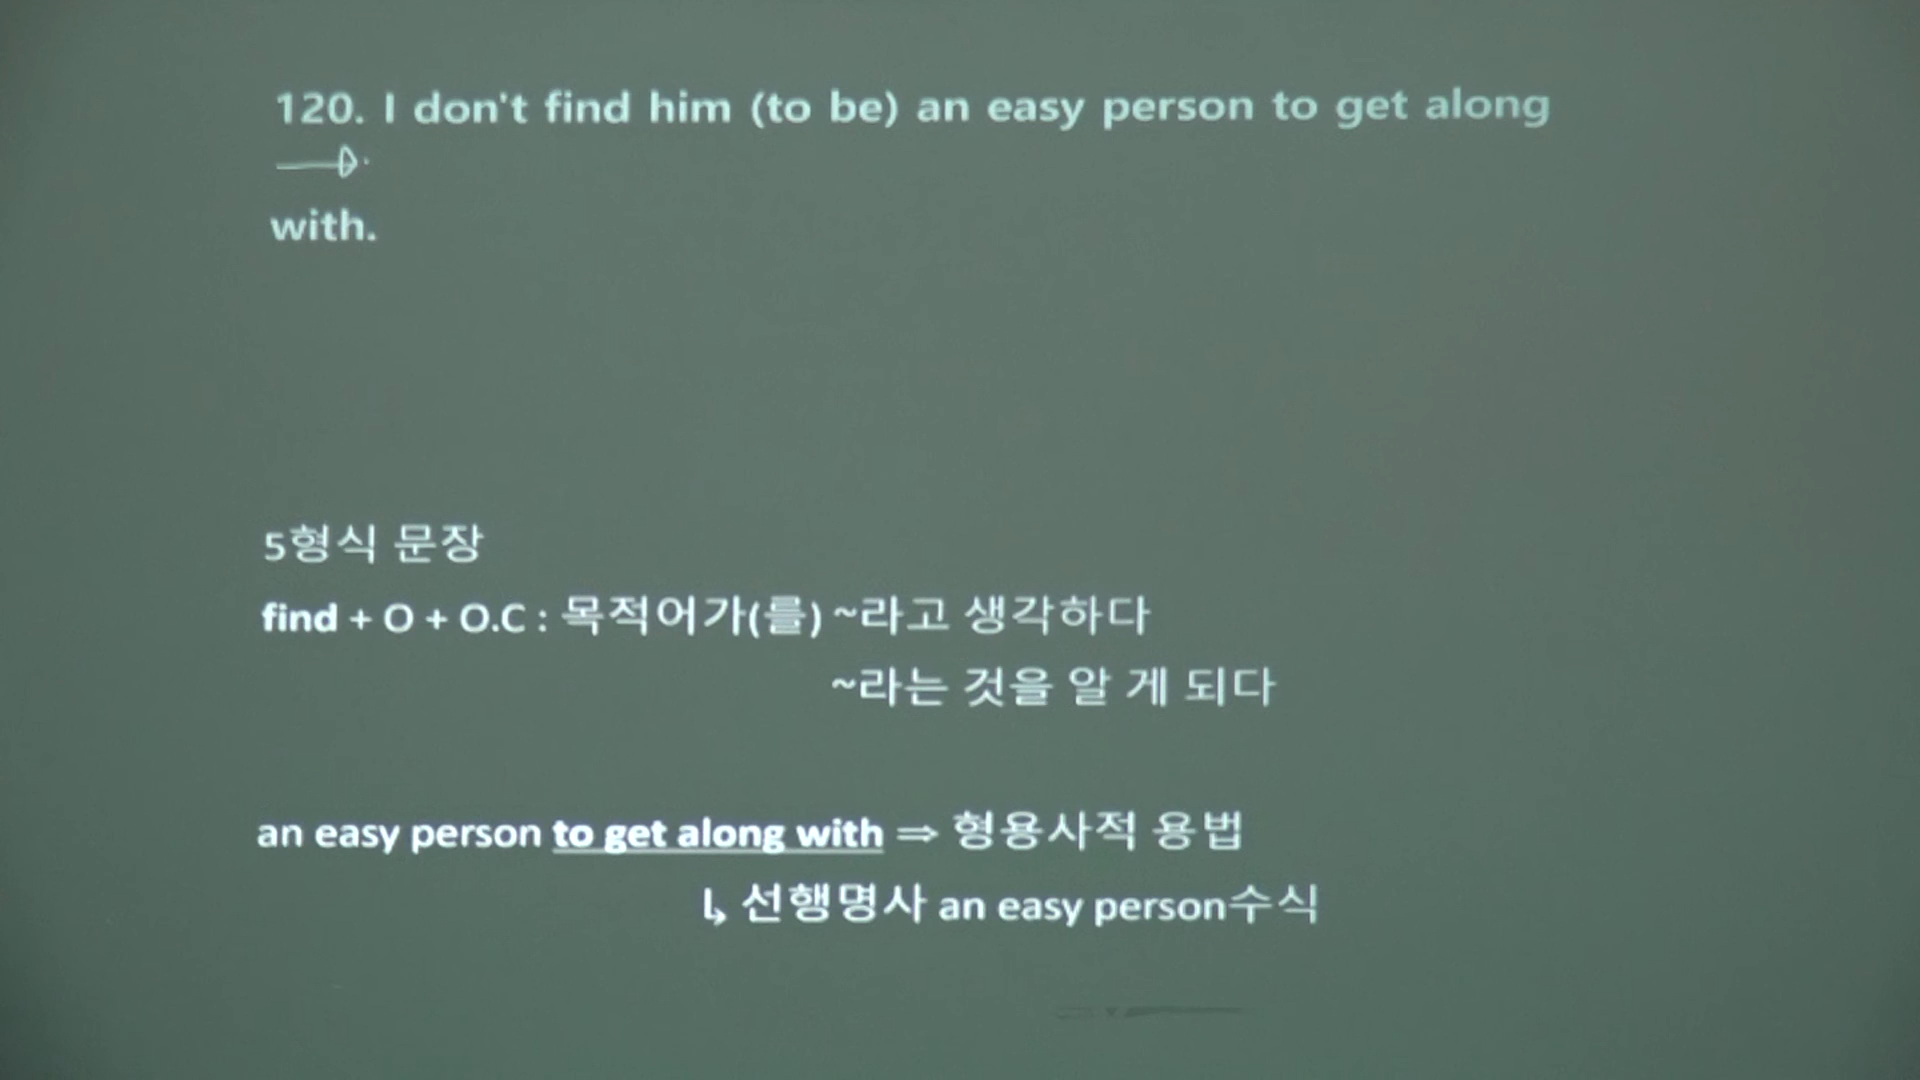 120. I don't find him (to be) an easy person to get along
with.
5형식 문장
find + O + O.C : 목적어가(를) ~라고 생각하다
~라는 것을 알 게 되다
an easy person to get along with ⇒ 형용사적 용법
↳ 선행명사 an easy person수식